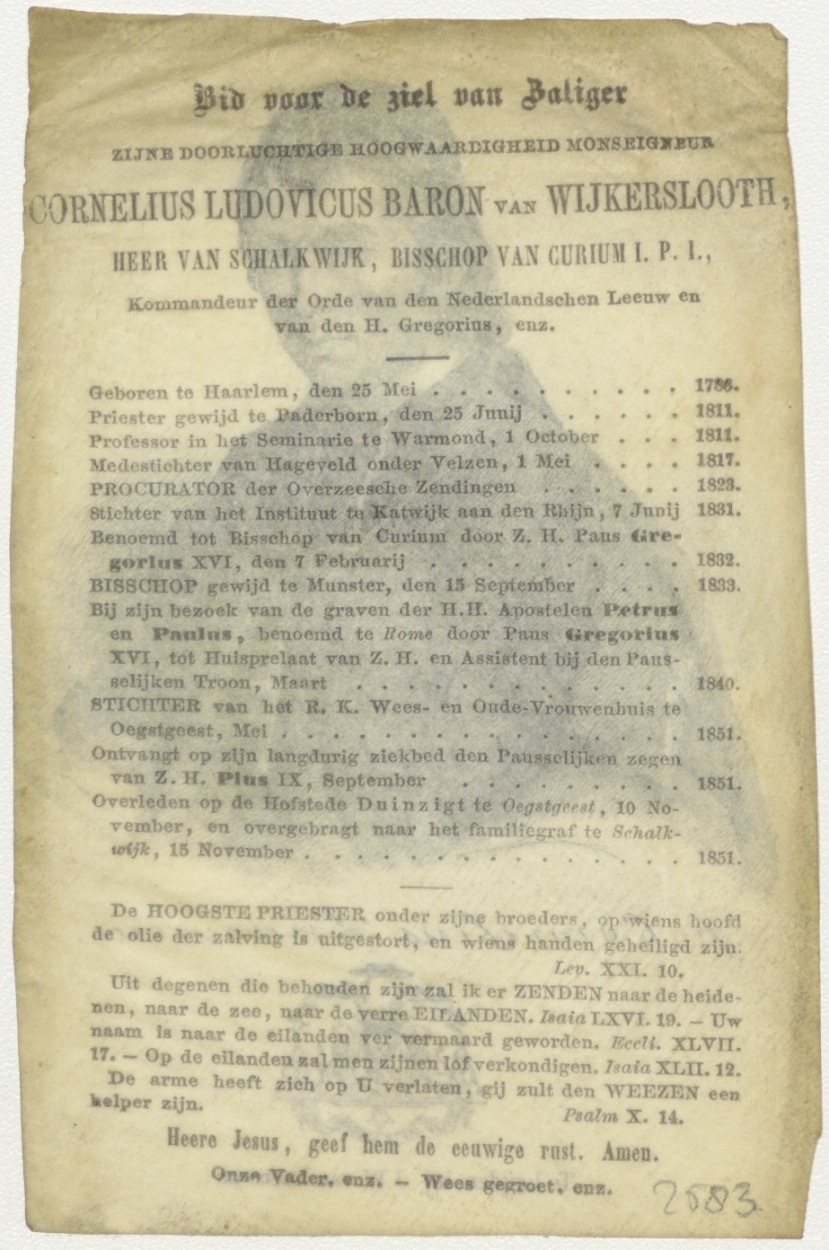 Bid voor de ziel van Zaliger
ZIJNE DOORLUCHTIGE HOOGWAARDIGHEID MONSEIGNEUR
CORNELIUS LUDOVICUS BARON VAN WIJKERSLOOTH,
HEER VAN SCHALKWIJK, BISSCHOP VAN CURIUM I. P. I.,
Kommandeur der Orde van den Nederlandschen Leeuw en
van den H. Gregorius, enz.
Geboren te Haarlem, den 25 Mei . . . . . . . . . . . 1786.
Priester gewijd te Paderborn, den 25 Junij . . . . . . 1811.
Professor in het Seminarie te Warmond, 1 October . . . 1811.
Medestichter van Hageveld onder Velzen, 1 Mei . . . . 1817.
PROCURATOR der Overzeesche Zendingen . . . . . . 1823.
Stichter van het Instituut te Katwijk aan den Rhijn, 7 Junij 1831.
Benoemd tot Bisschop van Curium door Z. H. Paus Gre-
gorius XVI, den 7 Februarij . . . . . . . . . . . 1832.
BISSCHOP gewijd te Munster, den 15 September . . . . 1833.
Bij zijn bezoek van de graven der H.H. Apostelen Petrus
en Paulus, benoemd te Rome door Paus Gregorius
XVI, tot Huisprelaat van Z. H. en Assistent bij den Paus-
selijken Troon, Maart . . . . . . . . . . . . . 1840.
STICHTER van het R. K. Wees- en Oude-Vrouwenhuis te
Oegstgeest, Mei . . . . . . . . . . . . . . . . 1851.
Ontvangt op zijn langdurig ziekbed den Pausselijken zegen
van Z. H. Pius IX, September . . . . . . . . . 1851.
Overleden op de Hofstede Duinzigt te Oegstgeest, 10 No-
vember, en overgebragt naar het familiegraf te Schalk-
wijk, 15 November . . . . . . . . . . . . . . . 1851.
De HOOGSTE PRIESTER onder zijne broeders, op wiens hoofd
de olie der zalving is uitgestort, en wiens handen geheiligd zijn.
Lev. XXI. 10.
Uit degenen die behouden zijn zal ik er ZENDEN naar de heide-
nen, naar de zee, naar de verre EILANDEN. Isaia LXVI. 19. — Uw
naam is naar de eilanden ver vermaard geworden. Eccli. XLVII.
17. — Op de eilanden zal men zijnen lof verkondigen. Isaia XLII. 12.
De arme heeft zich op U verlaten, gij zult den WEEZEN een
helper zijn.
Psalm X. 14.
Heere Jesus, geef hem de eeuwige rust. Amen.
Onze Vader, enz. — Wees gegroet, enz.
2583